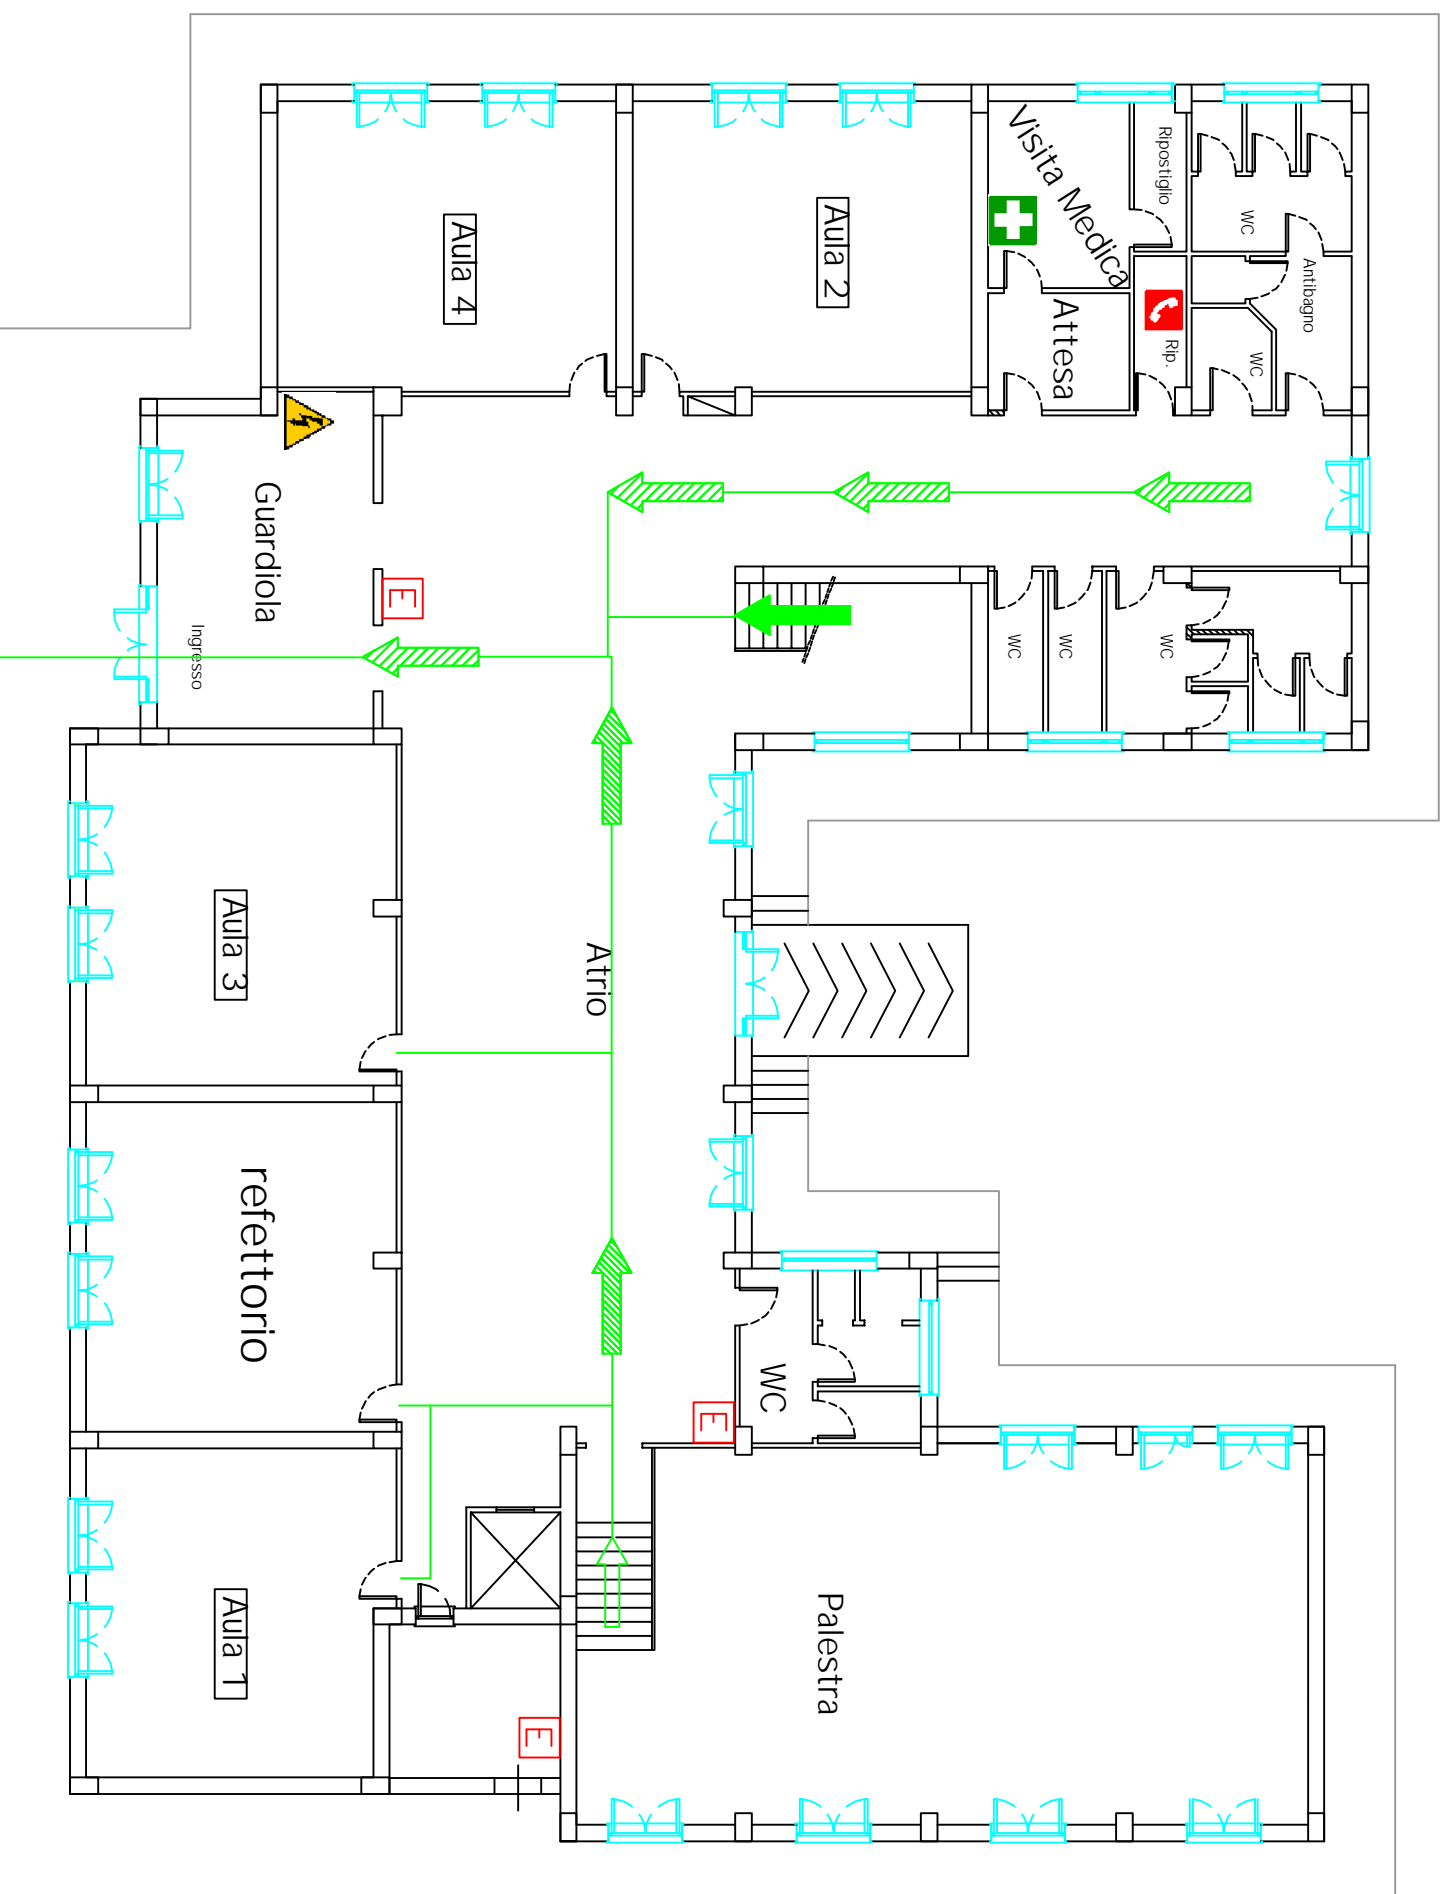 Visita Medica
Ripostiglio
WC
Antibagno
Aula 4
Aula 2
Attesa
Rip.
WC
Guardiola
E
Ingresso
WC
WC
WC
Aula 3
Atrio
refettorio
WC
E
Aula 1
Palestra
E